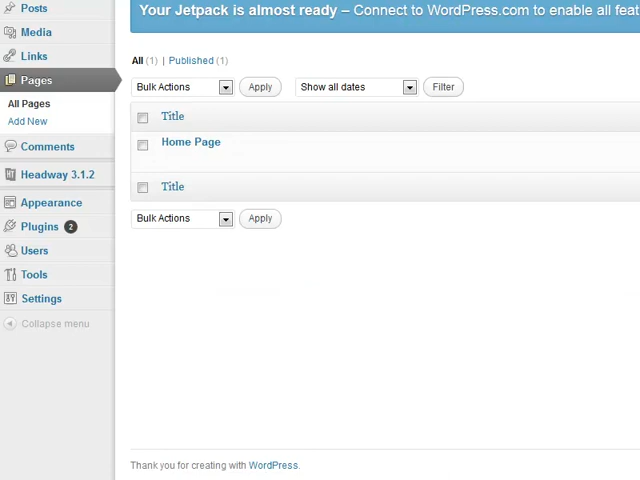 Posts
Media
Links
Pages
All Pages
Add New
Comments
Headway 3.1.2
Appearance
Plugins 2
Users
Tools
Settings
Collapse menu
Your Jetpack is almost ready – Connect to WordPress.com to enable all
All (1) | Published (1)
Bulk Actions Apply Show all dates Filter
Title
Home Page
Title
Bulk Actions Apply
Thank you for creating with WordPress.